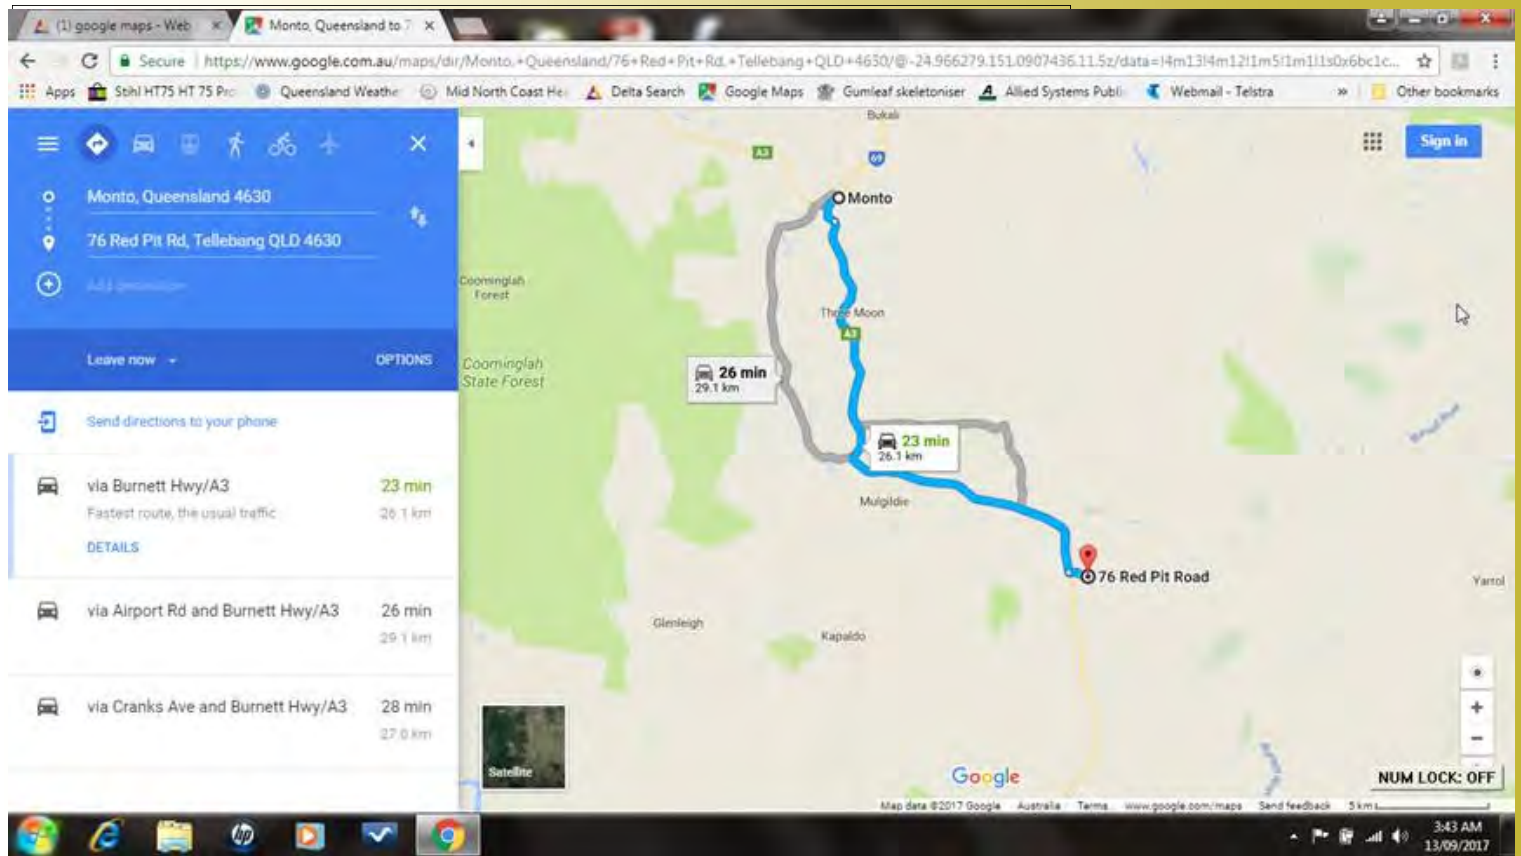 (1) google maps - Web
Monto, Queensland to 7
Secure https://www.google.com.au/maps/dir/Monto,+Queensland/76+Red+Pit+Rd,+Tellebang+QLD+4630/@-24.966279,151.0907436,11.5z/data=!4m13!4m12!1m5!1m1!1s0x6bc1c...
Apps Stihl HT75 HT 75 Pro Queensland Weathe Mid North Coast He Delta Search Google Maps Gumleaf skeletoniser Allied Systems Publi Webmail - Telstra » Other bookmarks
Monto, Queensland 4630
76 Red Pit Rd, Tellebang QLD 4630
Add destination
Leave now OPTIONS
Send directions to your phone
via Burnett Hwy/A3 23 min
Fastest route, the usual traffic 26.1 km
DETAILS
via Airport Rd and Burnett Hwy/A3 26 min
29.1 km
via Cranks Ave and Burnett Hwy/A3 28 min
27.0 km
Sign in
Bukali
A3
69
Monto
Coominglah
Forest
Three Moon
A3
Coominglah
State Forest
26 min
29.1 km
23 min
26.1 km
Mulgildie
76 Red Pit Road
Yarrol
Glenleigh
Kapaldo
Satellite
Google
NUM LOCK: OFF
Map data ©2017 Google Australia Terms www.google.com/maps Send feedback 5 km
hp
3:43 AM
13/09/2017